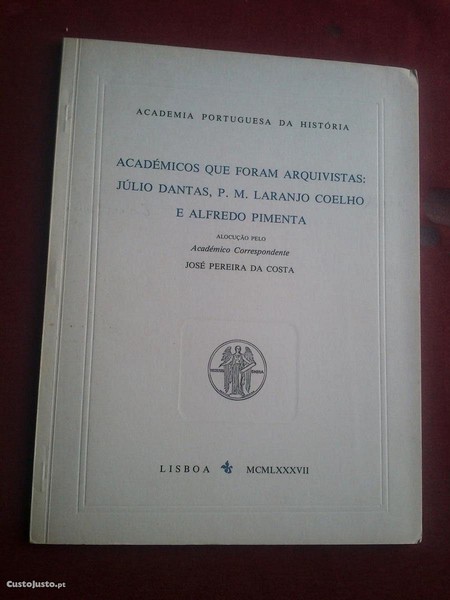 ACADEMIA PORTUGUESA DA HISTÓRIA
ACADÉMICOS QUE FORAM ARQUIVISTAS:
JÚLIO DANTAS, P. M. LARANJO COELHO
E ALFREDO PIMENTA
ALOCUÇÃO PELO
Académico Correspondente
JOSÉ PEREIRA DA COSTA
LISBOA MCMLXXXVII
CustoJusto.pt